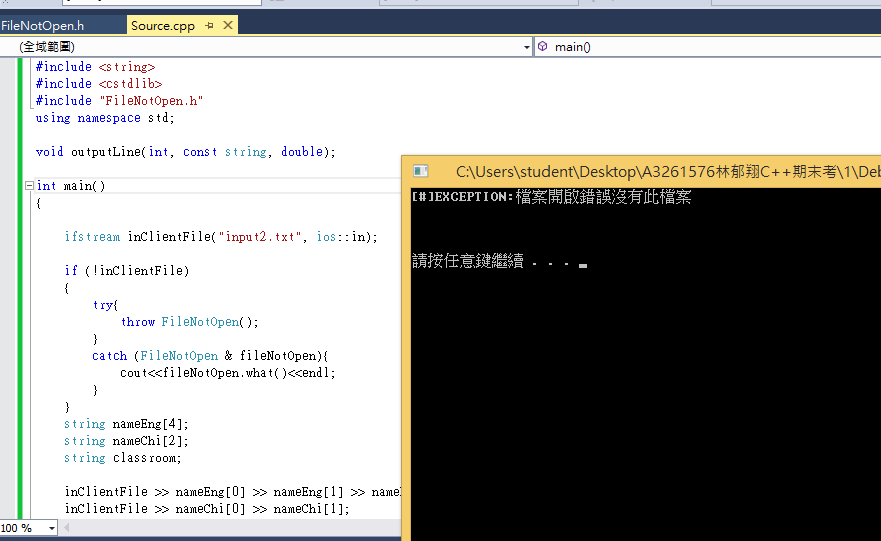 FileNotOpen.h
Source.cpp
(全域範圍)
main()
#include <string>
#include <cstdlib>
#include "FileNotOpen.h"
using namespace std;
void outputLine(int, const string, double);
int main()
{
ifstream inClientFile("input2.txt", ios::in);
if (!inClientFile)
{
try{
throw FileNotOpen();
}
catch (FileNotOpen & fileNotOpen){
cout<<fileNotOpen.what()<<endl;
}
}
string nameEng[4];
string nameChi[2];
string classroom;
inClientFile >> nameEng[0] >> nameEng[1] >> nameE
inClientFile >> nameChi[0] >> nameChi[1];
100 %
C:\Users\student\Desktop\A3261576林郁翔C++期末考\1\Deb
[#]EXCEPTION:檔案開啟錯誤沒有此檔案
請按任意鍵繼續 . . .